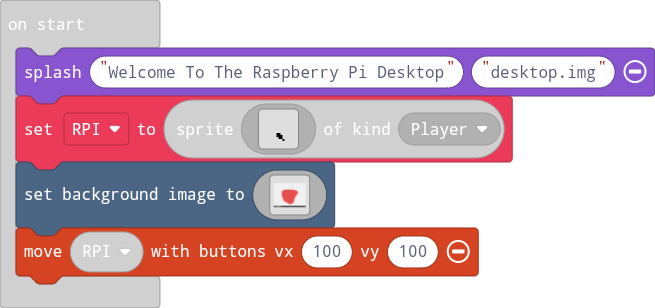 on start
splash "Welcome To The Raspberry Pi Desktop" "desktop.img"
set RPI to sprite of kind Player
set background image to
move RPI with buttons vx 100 vy 100